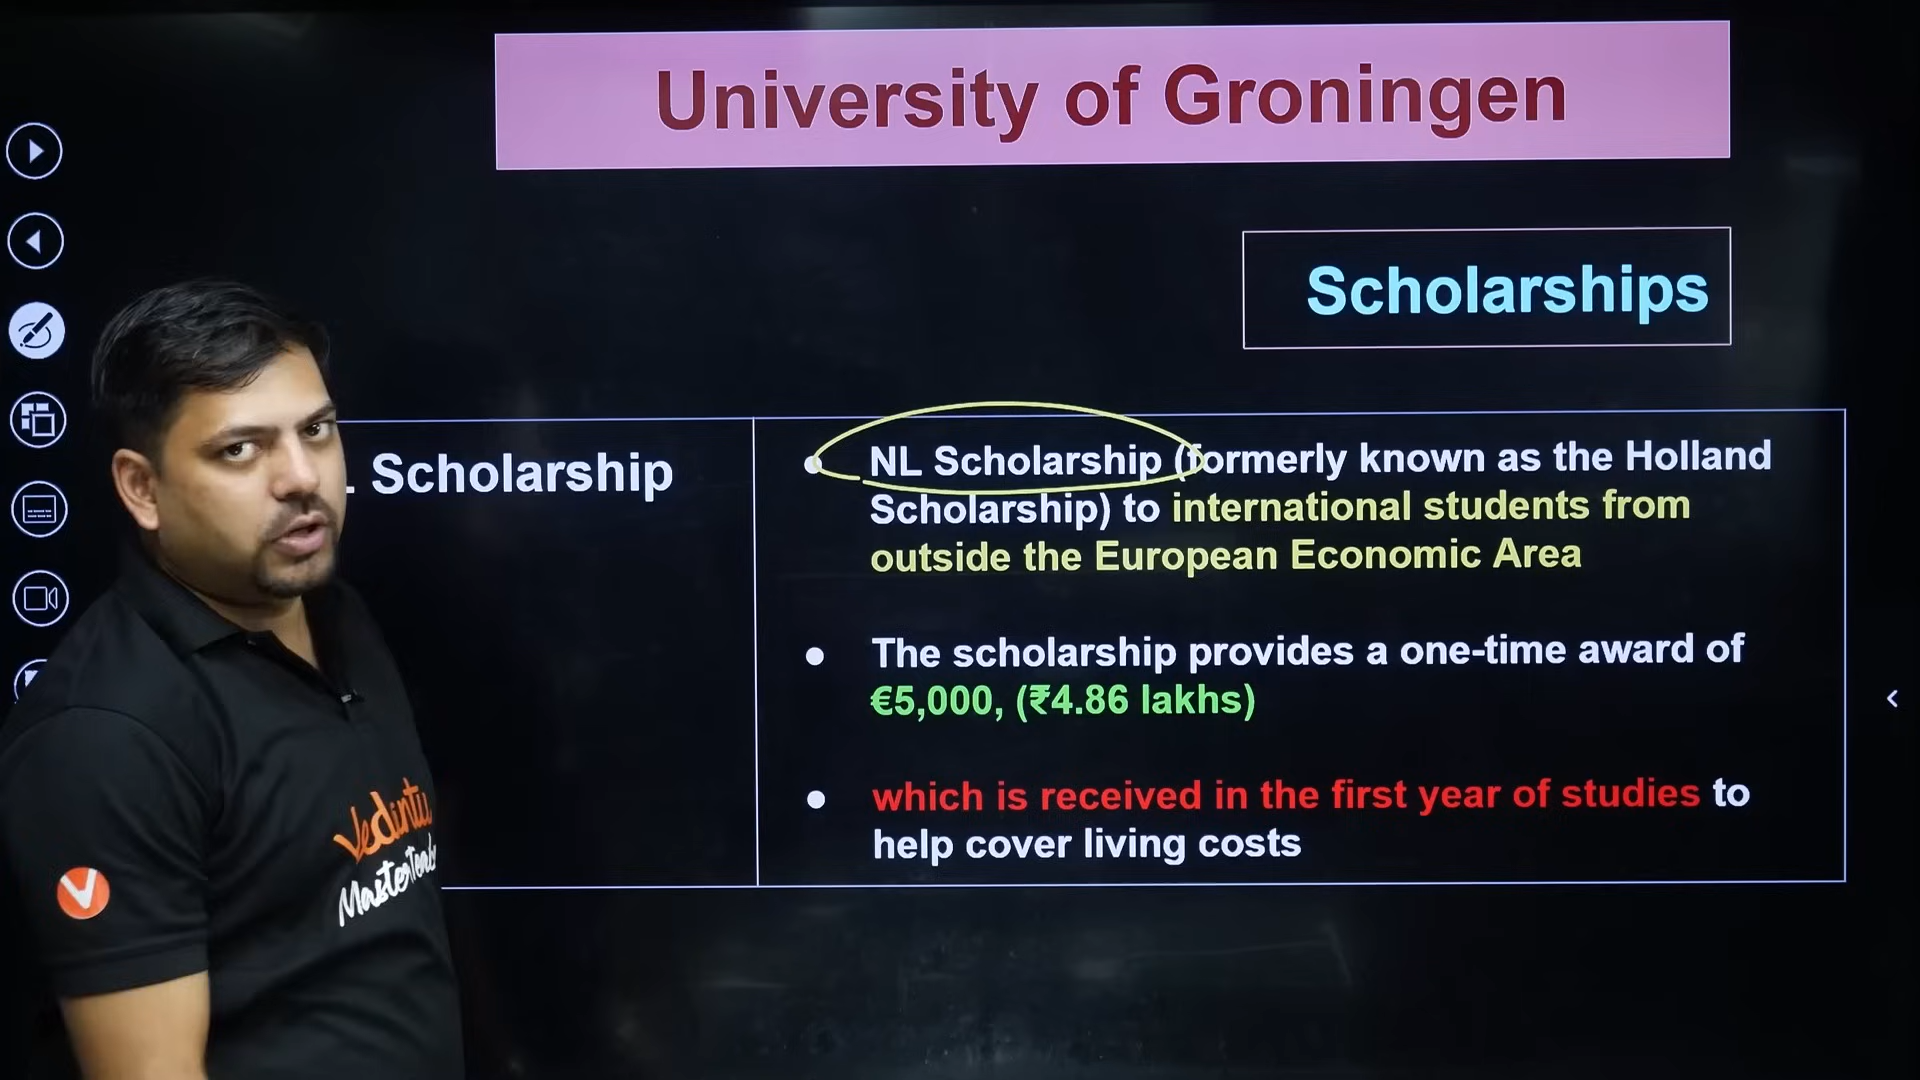 University of Groningen
Scholarships
. Scholarship
NL Scholarship (formerly known as the Holland
Scholarship) to international students from
outside the European Economic Area
The scholarship provides a one-time award of
€5,000, (₹4.86 lakhs)
which is received in the first year of studies to
help cover living costs
Vedantu
V